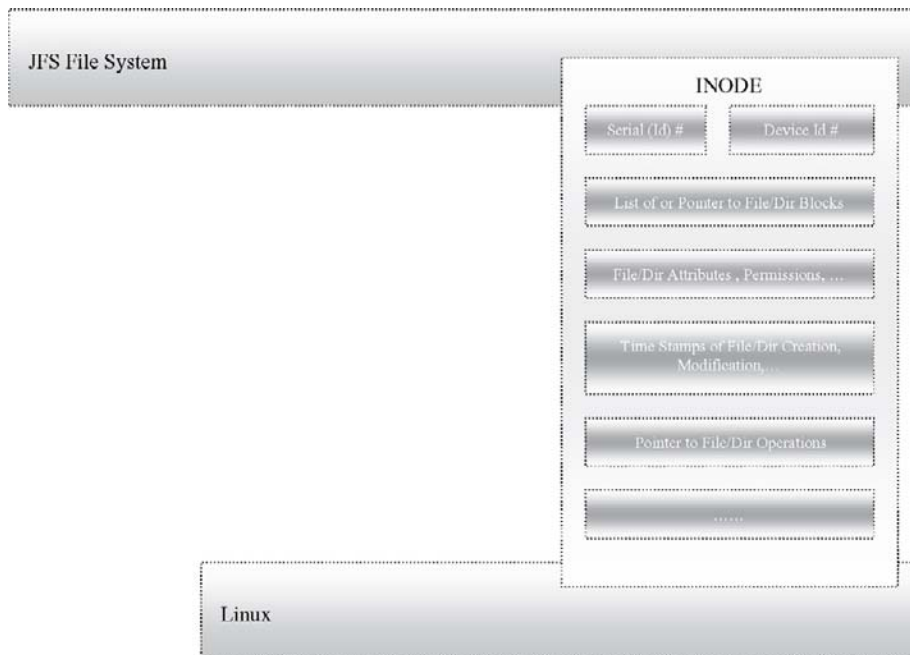 JFS File System
INODE
Serial (Id) #
Device Id #
List of or Pointer to File/Dir Blocks
File/Dir Attributes , Permissions, ...
Time Stamps of File/Dir Creation,
Modification,...
Pointer to File/Dir Operations
......
Linux